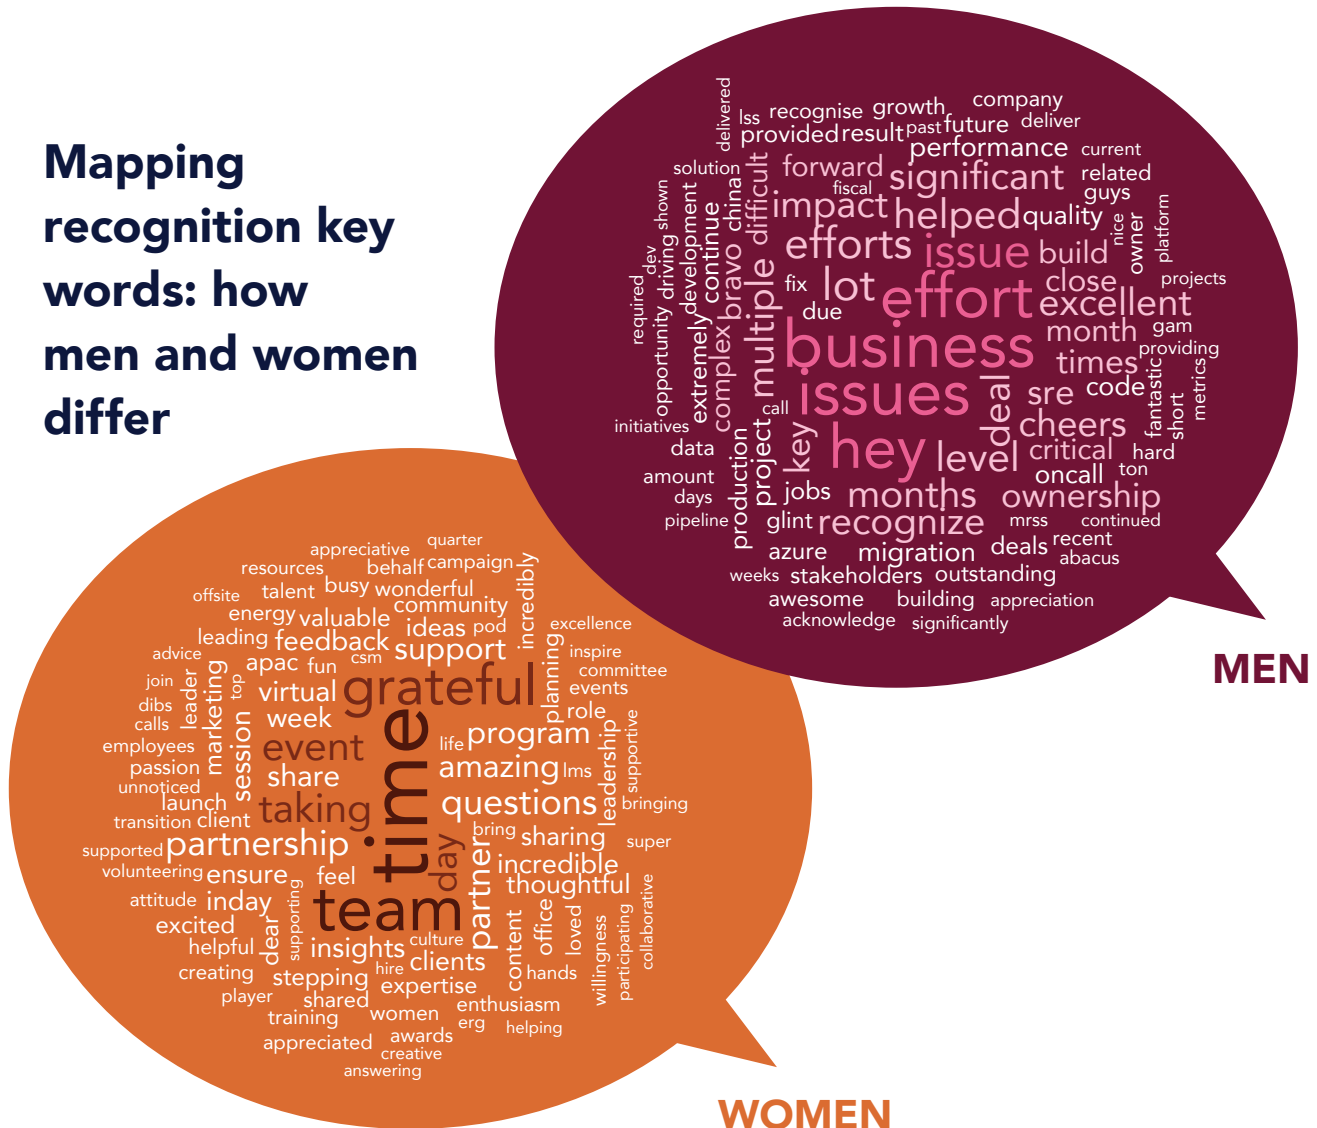 Mapping
recognition key
words: how
men and women
differ
delivered
lss recognise growth company
provided result past future deliver
performance current
solution difficult forward significant related
fiscal guys
shown development continue china impact helped quality nice owner platform
dev driving bravo multiple efforts issue build
required fix lot effort close projects
opportunity extremely complex due excellent
business month gam
times providing
issues deal sre code fantastic short metrics
initiatives call cheers
data production project key hey level critical hard
amount oncall ton
days jobs months ownership
pipeline glint recognize mrss continued
azure migration deals recent
abacus
weeks stakeholders outstanding
awesome building appreciation
acknowledge significantly
MEN
appreciative quarter
resources behalf campaign incredibly
offsite talent busy wonderful
energy valuable community
leading feedback ideas pod excellence
advice apac fun csm support planning inspire
join leader marketing top virtual grateful committee
dibs events
calls session week time role
employees event life program leadership supportive
passion share amazing lms
unnoticed
launch taking questions bringing
transition client bring sharing
supported partnership day partner super
volunteering ensure feel incredible
thoughtful
attitude inday supporting team content office loved willingness participating collaborative
excited dear
helpful insights culture
clients
creating stepping hire hands
player shared expertise
training women enthusiasm
erg helping
appreciated awards
creative
answering
WOMEN